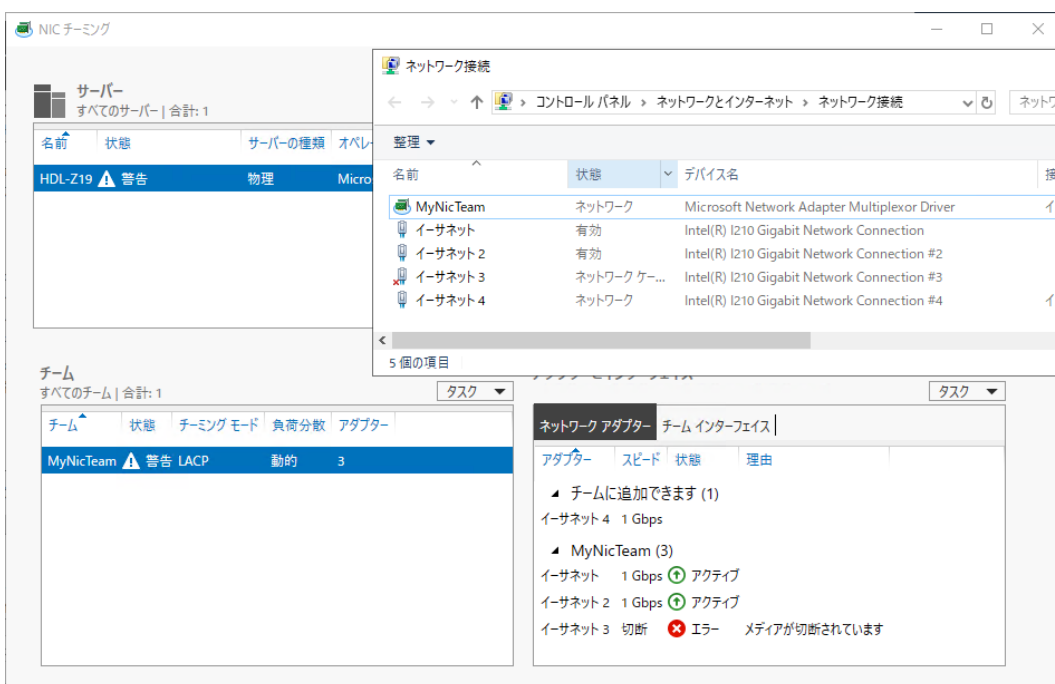 NIC チーミング
サーバー
すべてのサーバー | 合計: 1
名前 状態 サーバーの種類 オペレ
HDL-Z19 警告 物理 Micro
ネットワーク接続
コントロール パネル › ネットワークとインターネット › ネットワーク接続
ネットワ
整理
名前 状態 デバイス名 接
MyNicTeam ネットワーク Microsoft Network Adapter Multiplexor Driver イ
イーサネット 有効 Intel(R) I210 Gigabit Network Connection
イーサネット 2 有効 Intel(R) I210 Gigabit Network Connection #2
イーサネット 3 ネットワーク ケー... Intel(R) I210 Gigabit Network Connection #3
イーサネット 4 ネットワーク Intel(R) I210 Gigabit Network Connection #4 イ
5 個の項目
チーム
すべてのチーム | 合計: 1
タスク
チーム 状態 チーミング モード 負荷分散 アダプター
MyNicTeam 警告 LACP 動的 3
タスク
ネットワーク アダプター チーム インターフェイス
アダプター スピード 状態 理由
チームに追加できます (1)
イーサネット 4 1 Gbps
MyNicTeam (3)
イーサネット 1 Gbps アクティブ
イーサネット 2 1 Gbps アクティブ
イーサネット 3 切断 エラー メディアが切断されています